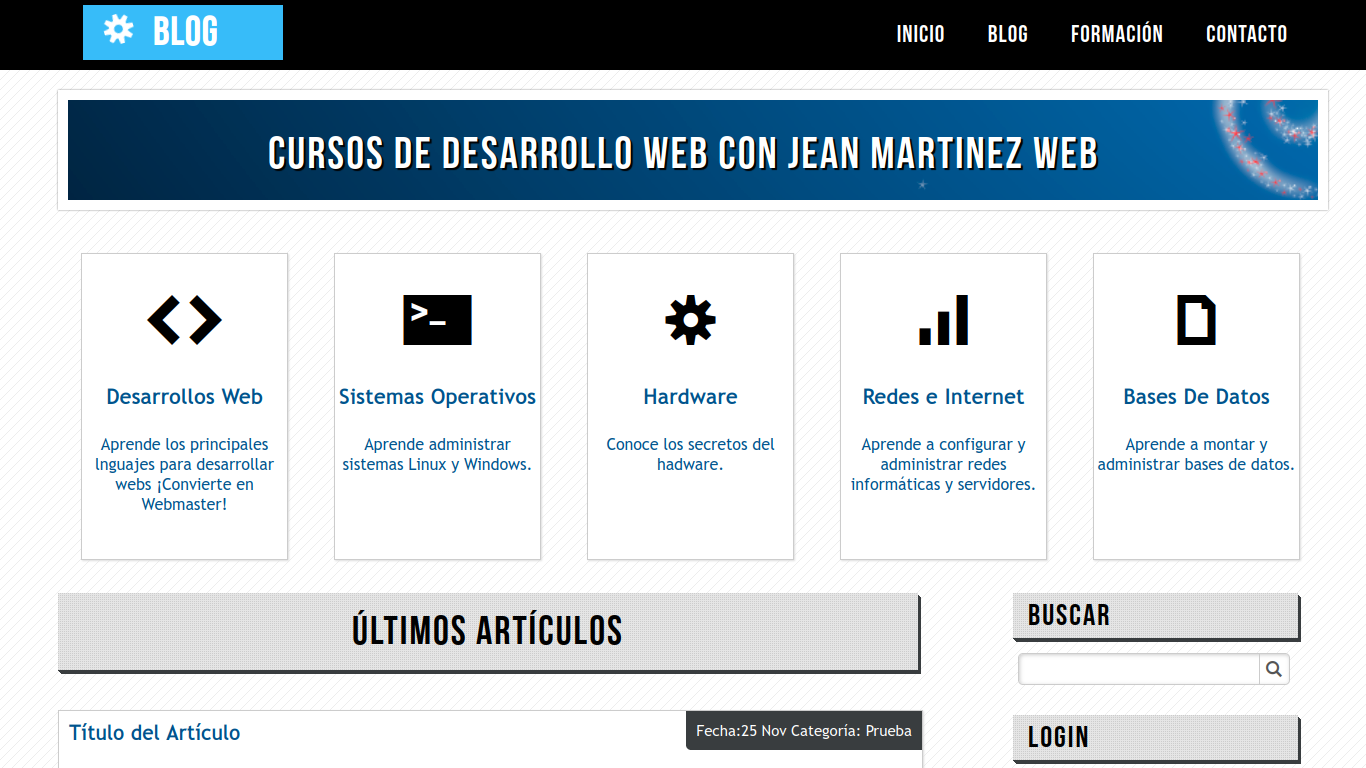 BLOG
INICIO BLOG FORMACIÓN CONTACTO
CURSOS DE DESARROLLO WEB CON JEAN MARTINEZ WEB
>_
Desarrollos Web
Aprende los principales
lnguajes para desarrollar
webs ¡Convierte en
Webmaster!
Sistemas Operativos
Aprende administrar
sistemas Linux y Windows.
Hardware
Conoce los secretos del
hadware.
Redes e Internet
Aprende a configurar y
administrar redes
informáticas y servidores.
Bases De Datos
Aprende a montar y
administrar bases de datos.
ÚLTIMOS ARTÍCULOS
Título del Artículo
Fecha:25 Nov Categoría: Prueba
BUSCAR
LOGIN